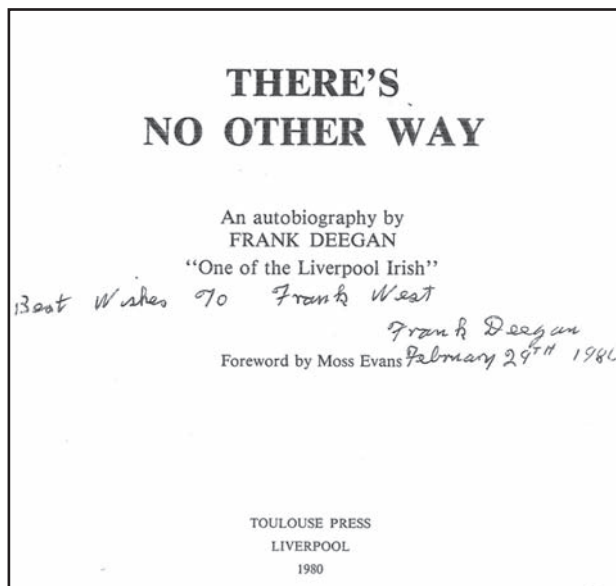 THERE'S
NO OTHER WAY
An autobiography by
FRANK DEEGAN
"One of the Liverpool Irish"
Best Wishes To Frank West
Frank Deegan
Foreword by Moss Evans February 29TH
TOULOUSE PRESS
LIVERPOOL
1980